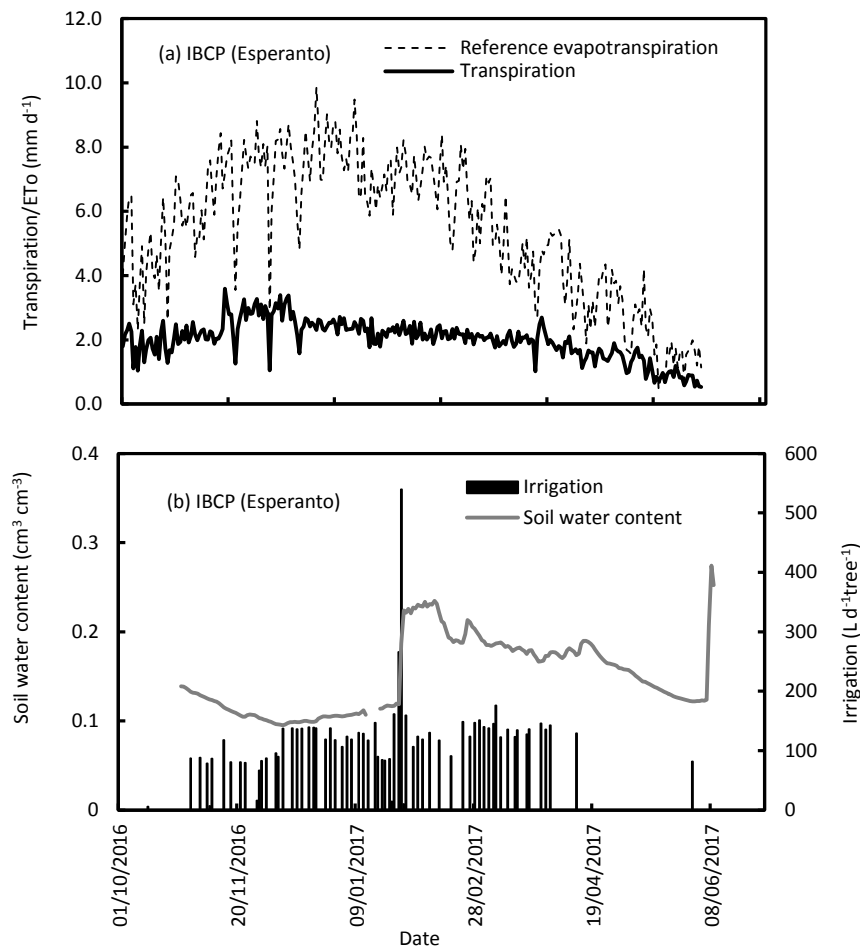 12.0
(a) IBCP (Esperanto)
Reference evapotranspiration
Transpiration
10.0
8.0
6.0
4.0
2.0
0.0
Transpiration/ETo (mm d⁻¹)
0.4
600
(b) IBCP (Esperanto)
Irrigation
Soil water content
500
0.3
400
0.2
300
200
0.1
100
0
0
Soil water content (cm³ cm⁻³)
Irrigation (L d⁻¹tree⁻¹)
01/10/2016
20/11/2016
09/01/2017
28/02/2017
19/04/2017
08/06/2017
Date